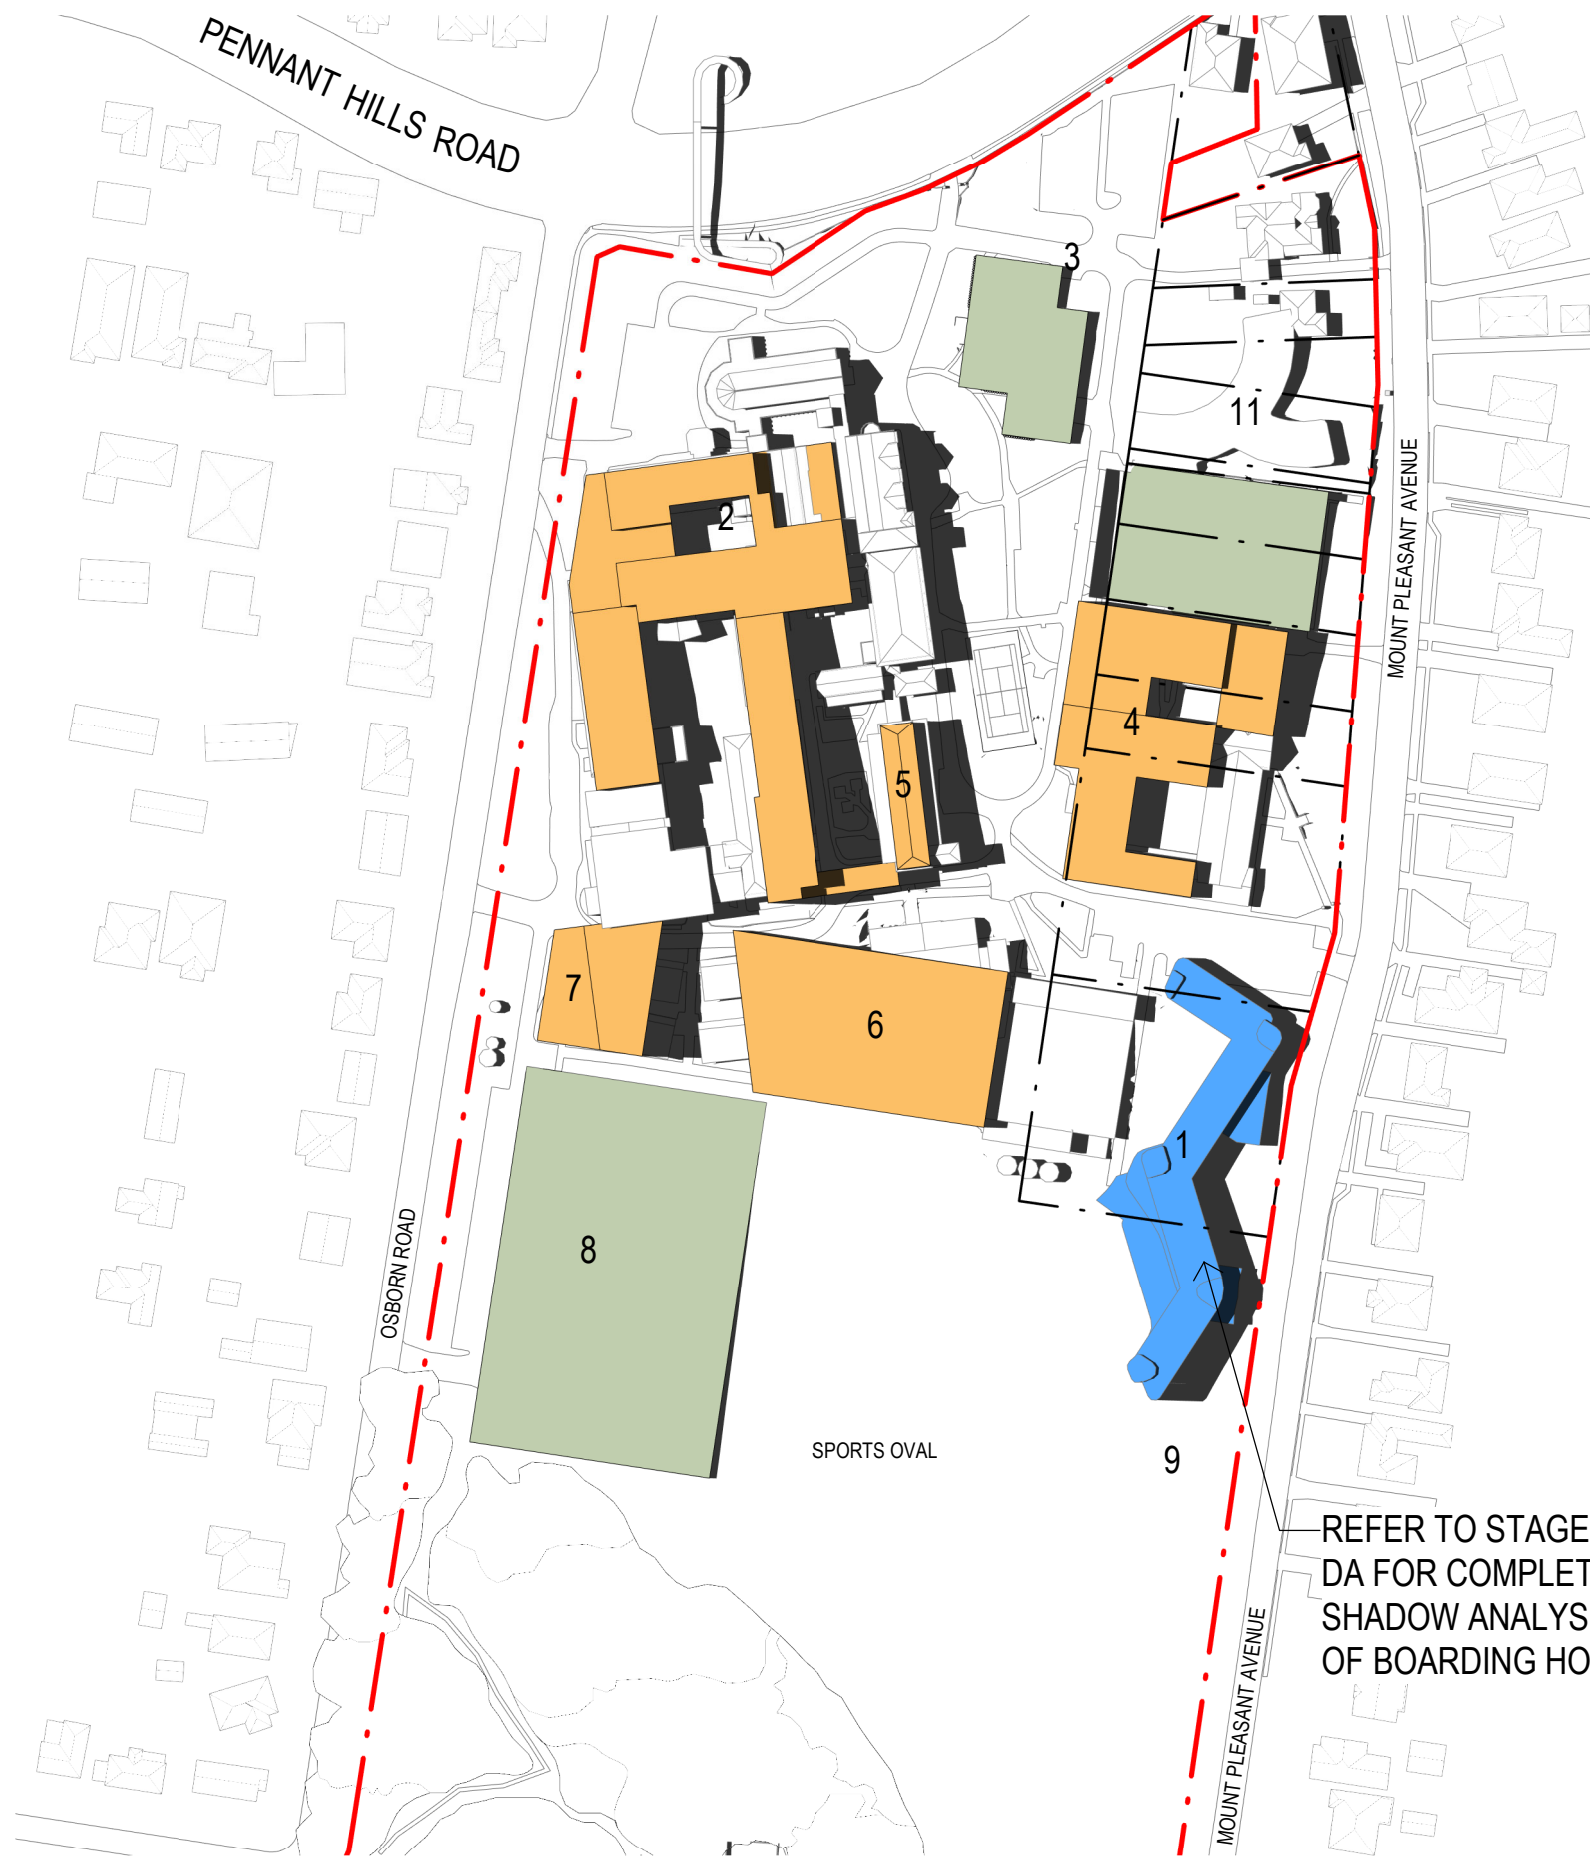 PENNANT HILLS ROAD
3
11
2
MOUNT PLEASANT AVENUE
4
5
7
6
1
8
OSBORN ROAD
SPORTS OVAL
9
REFER TO STAGE
DA FOR COMPLET
SHADOW ANALYS
OF BOARDING HO
MOUNT PLEASANT AVENUE